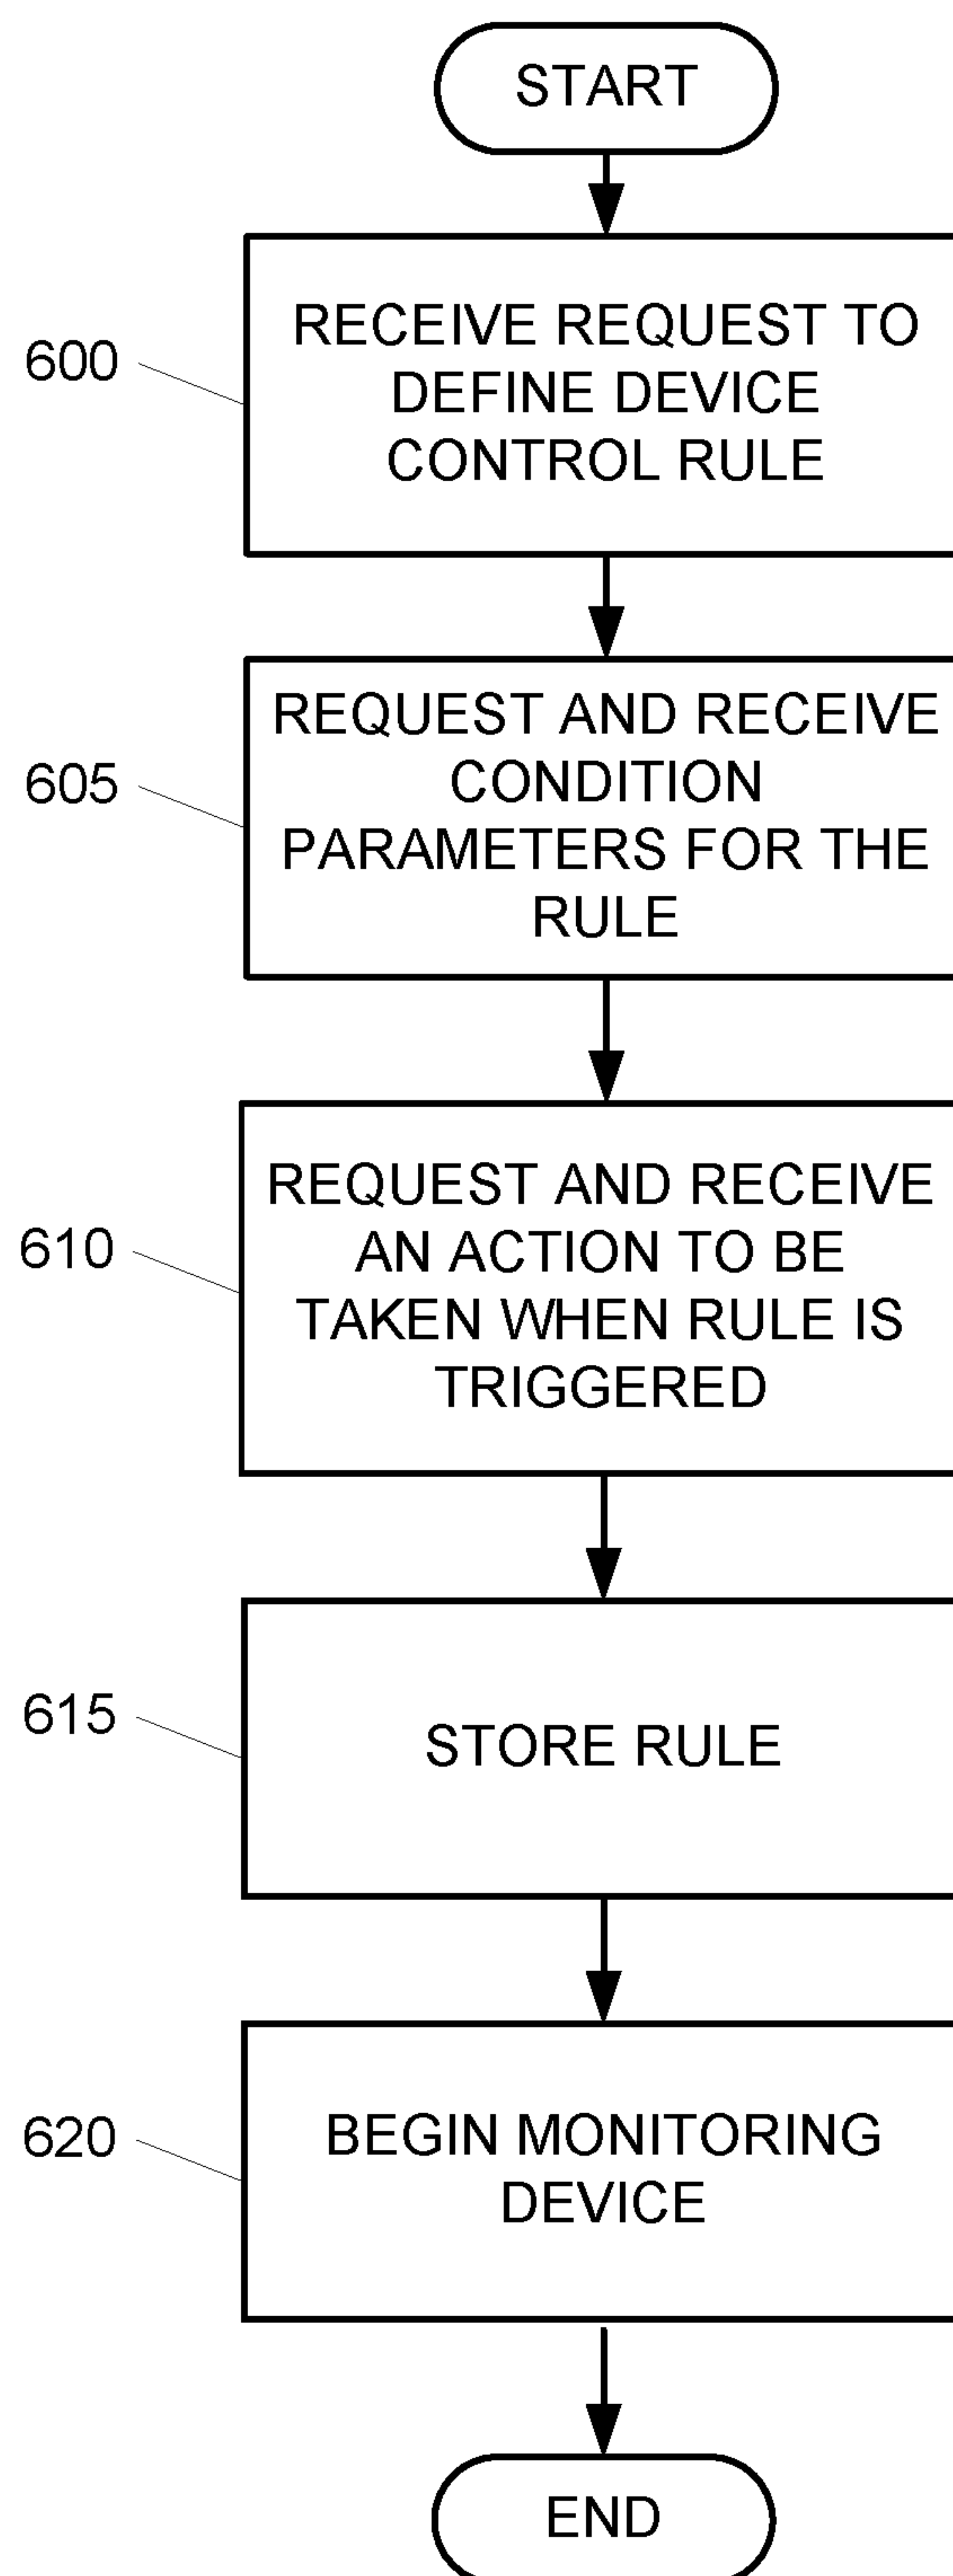 START
600
RECEIVE REQUEST TO
DEFINE DEVICE
CONTROL RULE
605
REQUEST AND RECEIVE
CONDITION
PARAMETERS FOR THE
RULE
610
REQUEST AND RECEIVE
AN ACTION TO BE
TAKEN WHEN RULE IS
TRIGGERED
615
STORE RULE
620
BEGIN MONITORING
DEVICE
END